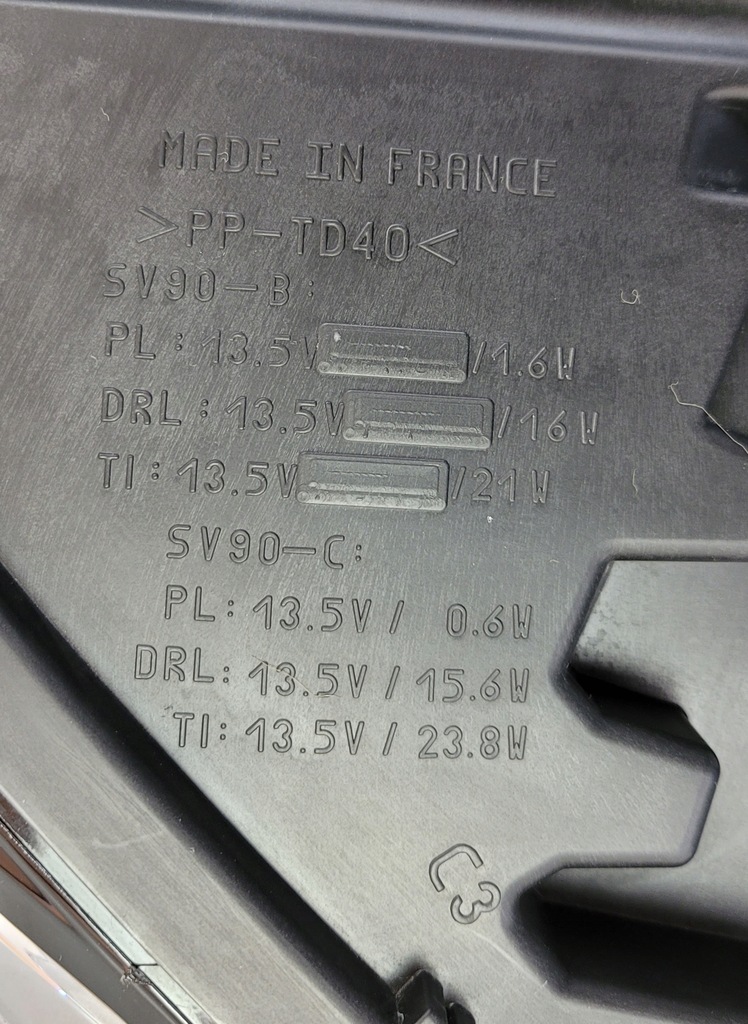 MADE IN FRANCE
>PP-TD40<
SV90-B:
PL: 13.5V /1.6W
DRL: 13.5V /16W
TI: 13.5V /21W
SV90-C:
PL: 13.5V / 0.6W
DRL: 13.5V / 15.6W
TI: 13.5V / 23.8W
C3